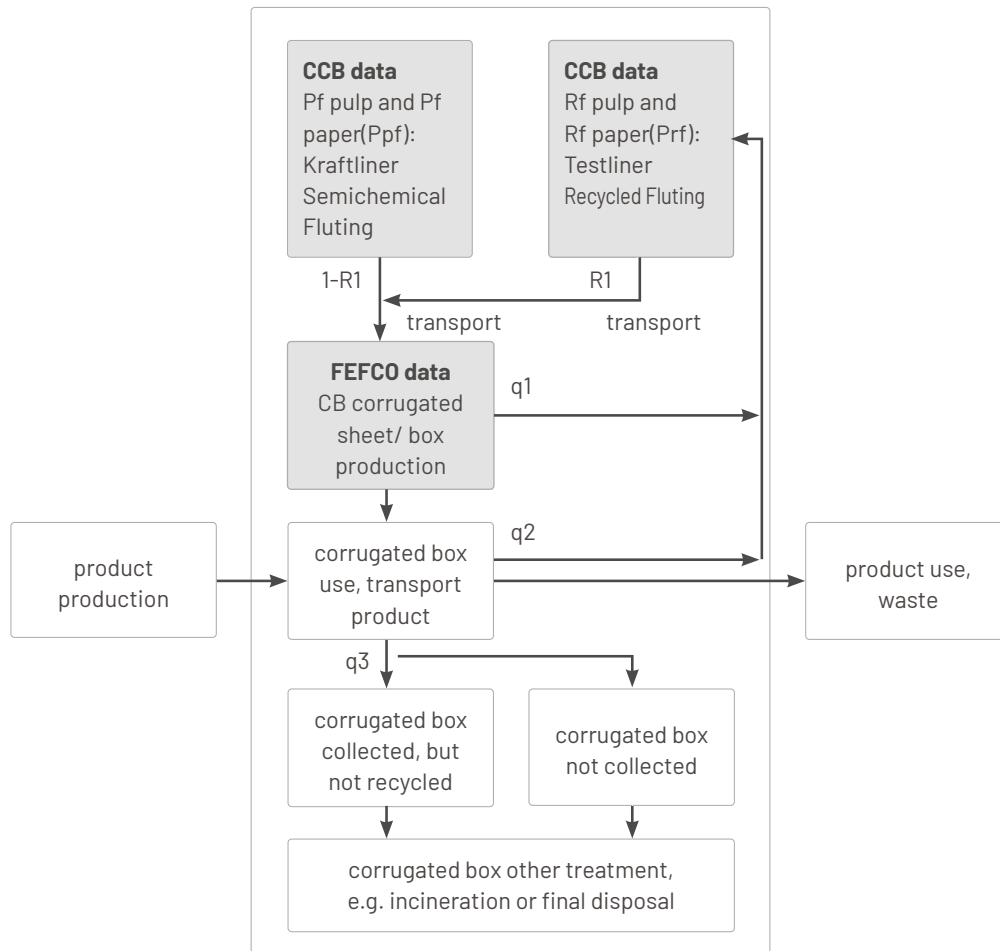 CCB data
Pf pulp and Pf
paper(Ppf):
Kraftliner
Semichemical
Fluting
CCB data
Rf pulp and
Rf paper(Prf):
Testliner
Recycled Fluting
1-R1
R1
transport
transport
FEFCO data
CB corrugated
sheet/ box
production
q1
product
production
corrugated box
use, transport
product
q2
product use,
waste
q3
corrugated box
collected, but
not recycled
corrugated box
not collected
corrugated box other treatment,
e.g. incineration or final disposal